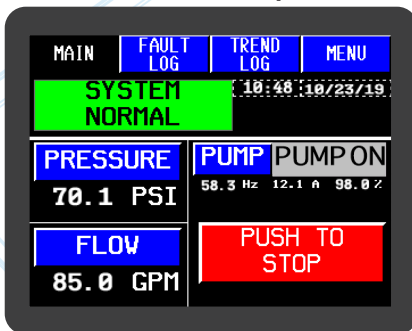 MAIN
FAULT
LOG
TREND
LOG
MENU
SYSTEM
NORMAL
10:48 10/23/19
PRESSURE
70.1 PSI
FLOW
85.0 GPM
PUMP PUMP ON
58.3 Hz 12.1 A 98.0%
PUSH TO
STOP